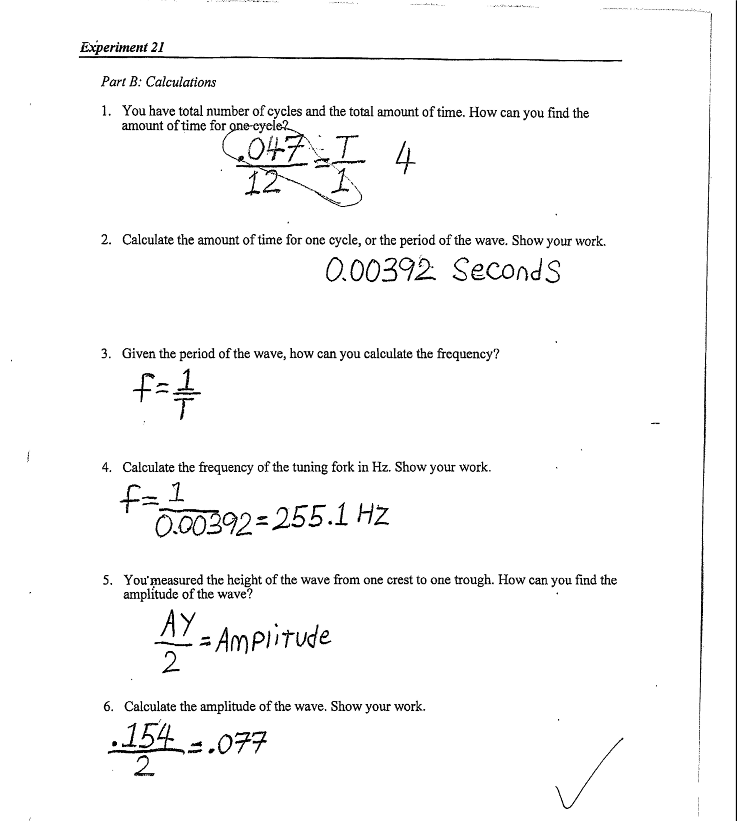 Experiment 21
Part B: Calculations
1. You have total number of cycles and the total amount of time. How can you find the
amount of time for one cycle?
.047/12 = T/1 4
2. Calculate the amount of time for one cycle, or the period of the wave. Show your work.
0.00392 Seconds
3. Given the period of the wave, how can you calculate the frequency?
f=1/T
4. Calculate the frequency of the tuning fork in Hz. Show your work.
f=1/0.00392=255.1 Hz
5. You measured the height of the wave from one crest to one trough. How can you find the
amplitude of the wave?
AY/2 = Amplitude
6. Calculate the amplitude of the wave. Show your work.
.154/2 = .077